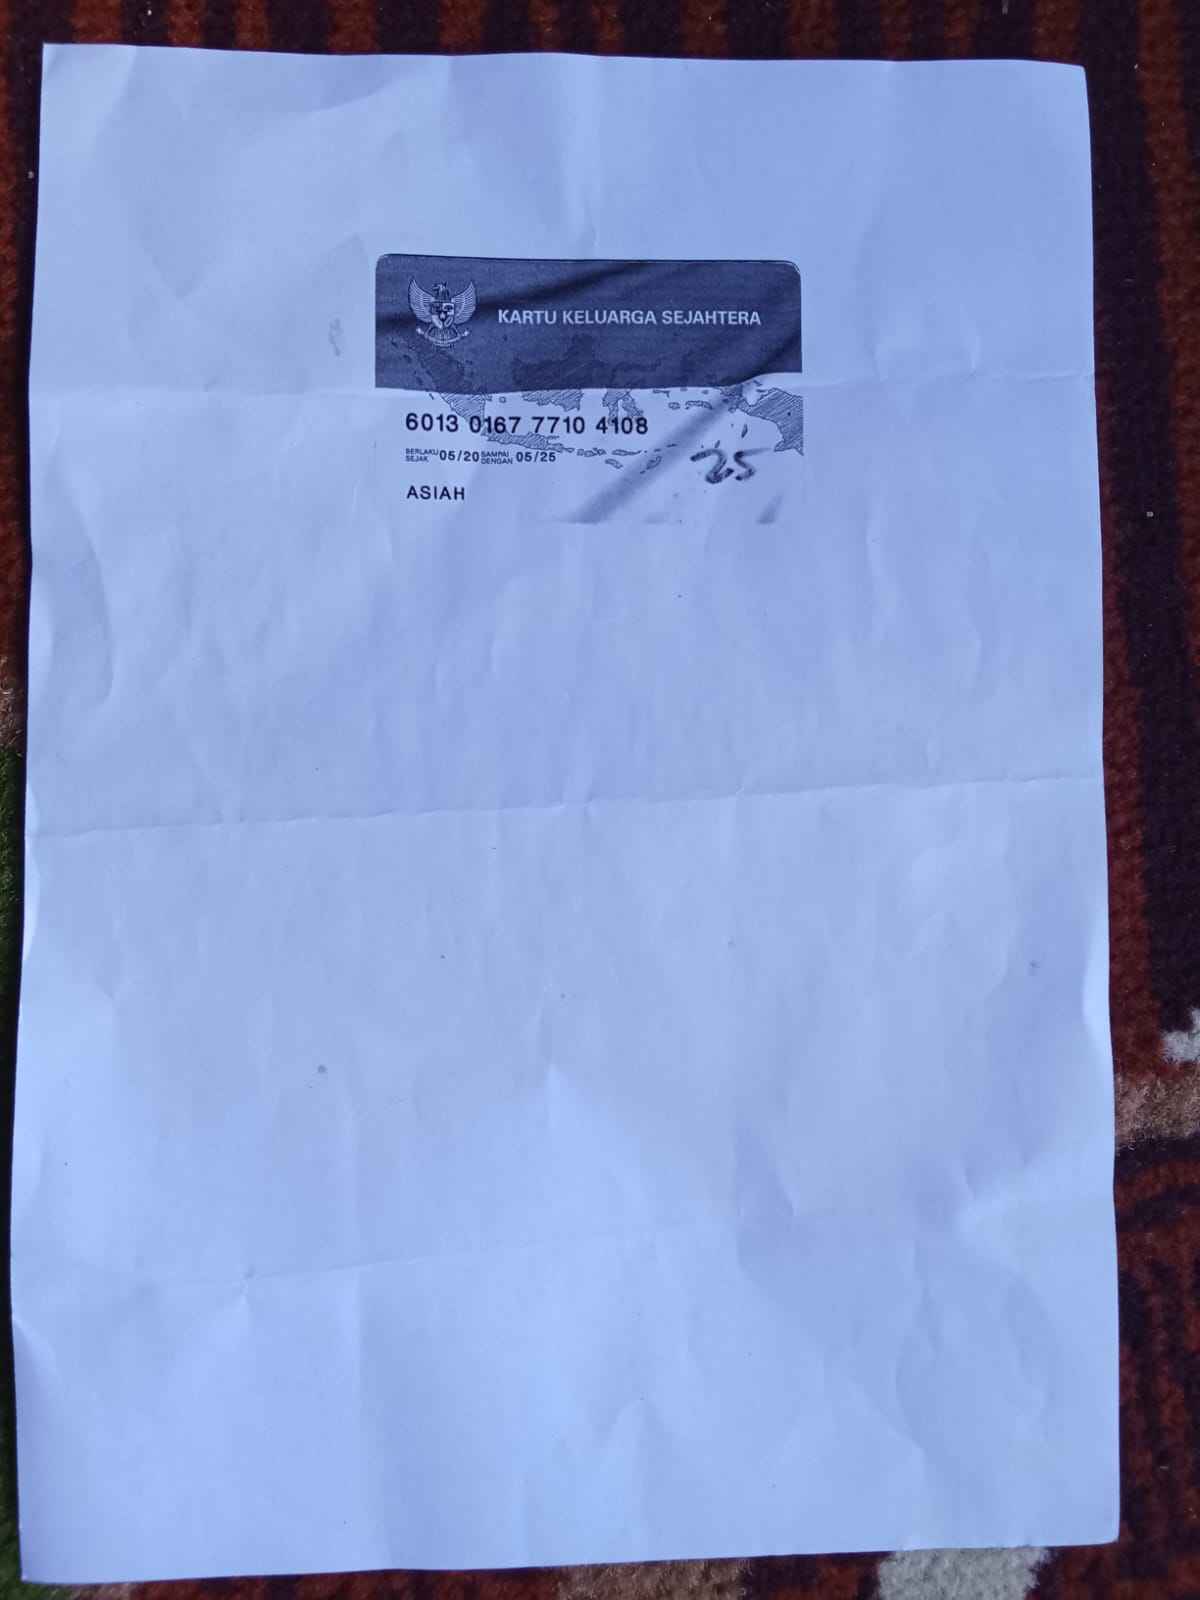 KARTU KELUARGA SEJAHTERA
6013 0167 7710 4108
BERLAKU SEJAK 05/20 SAMPAI DENGAN 05/25
25
ASIAH